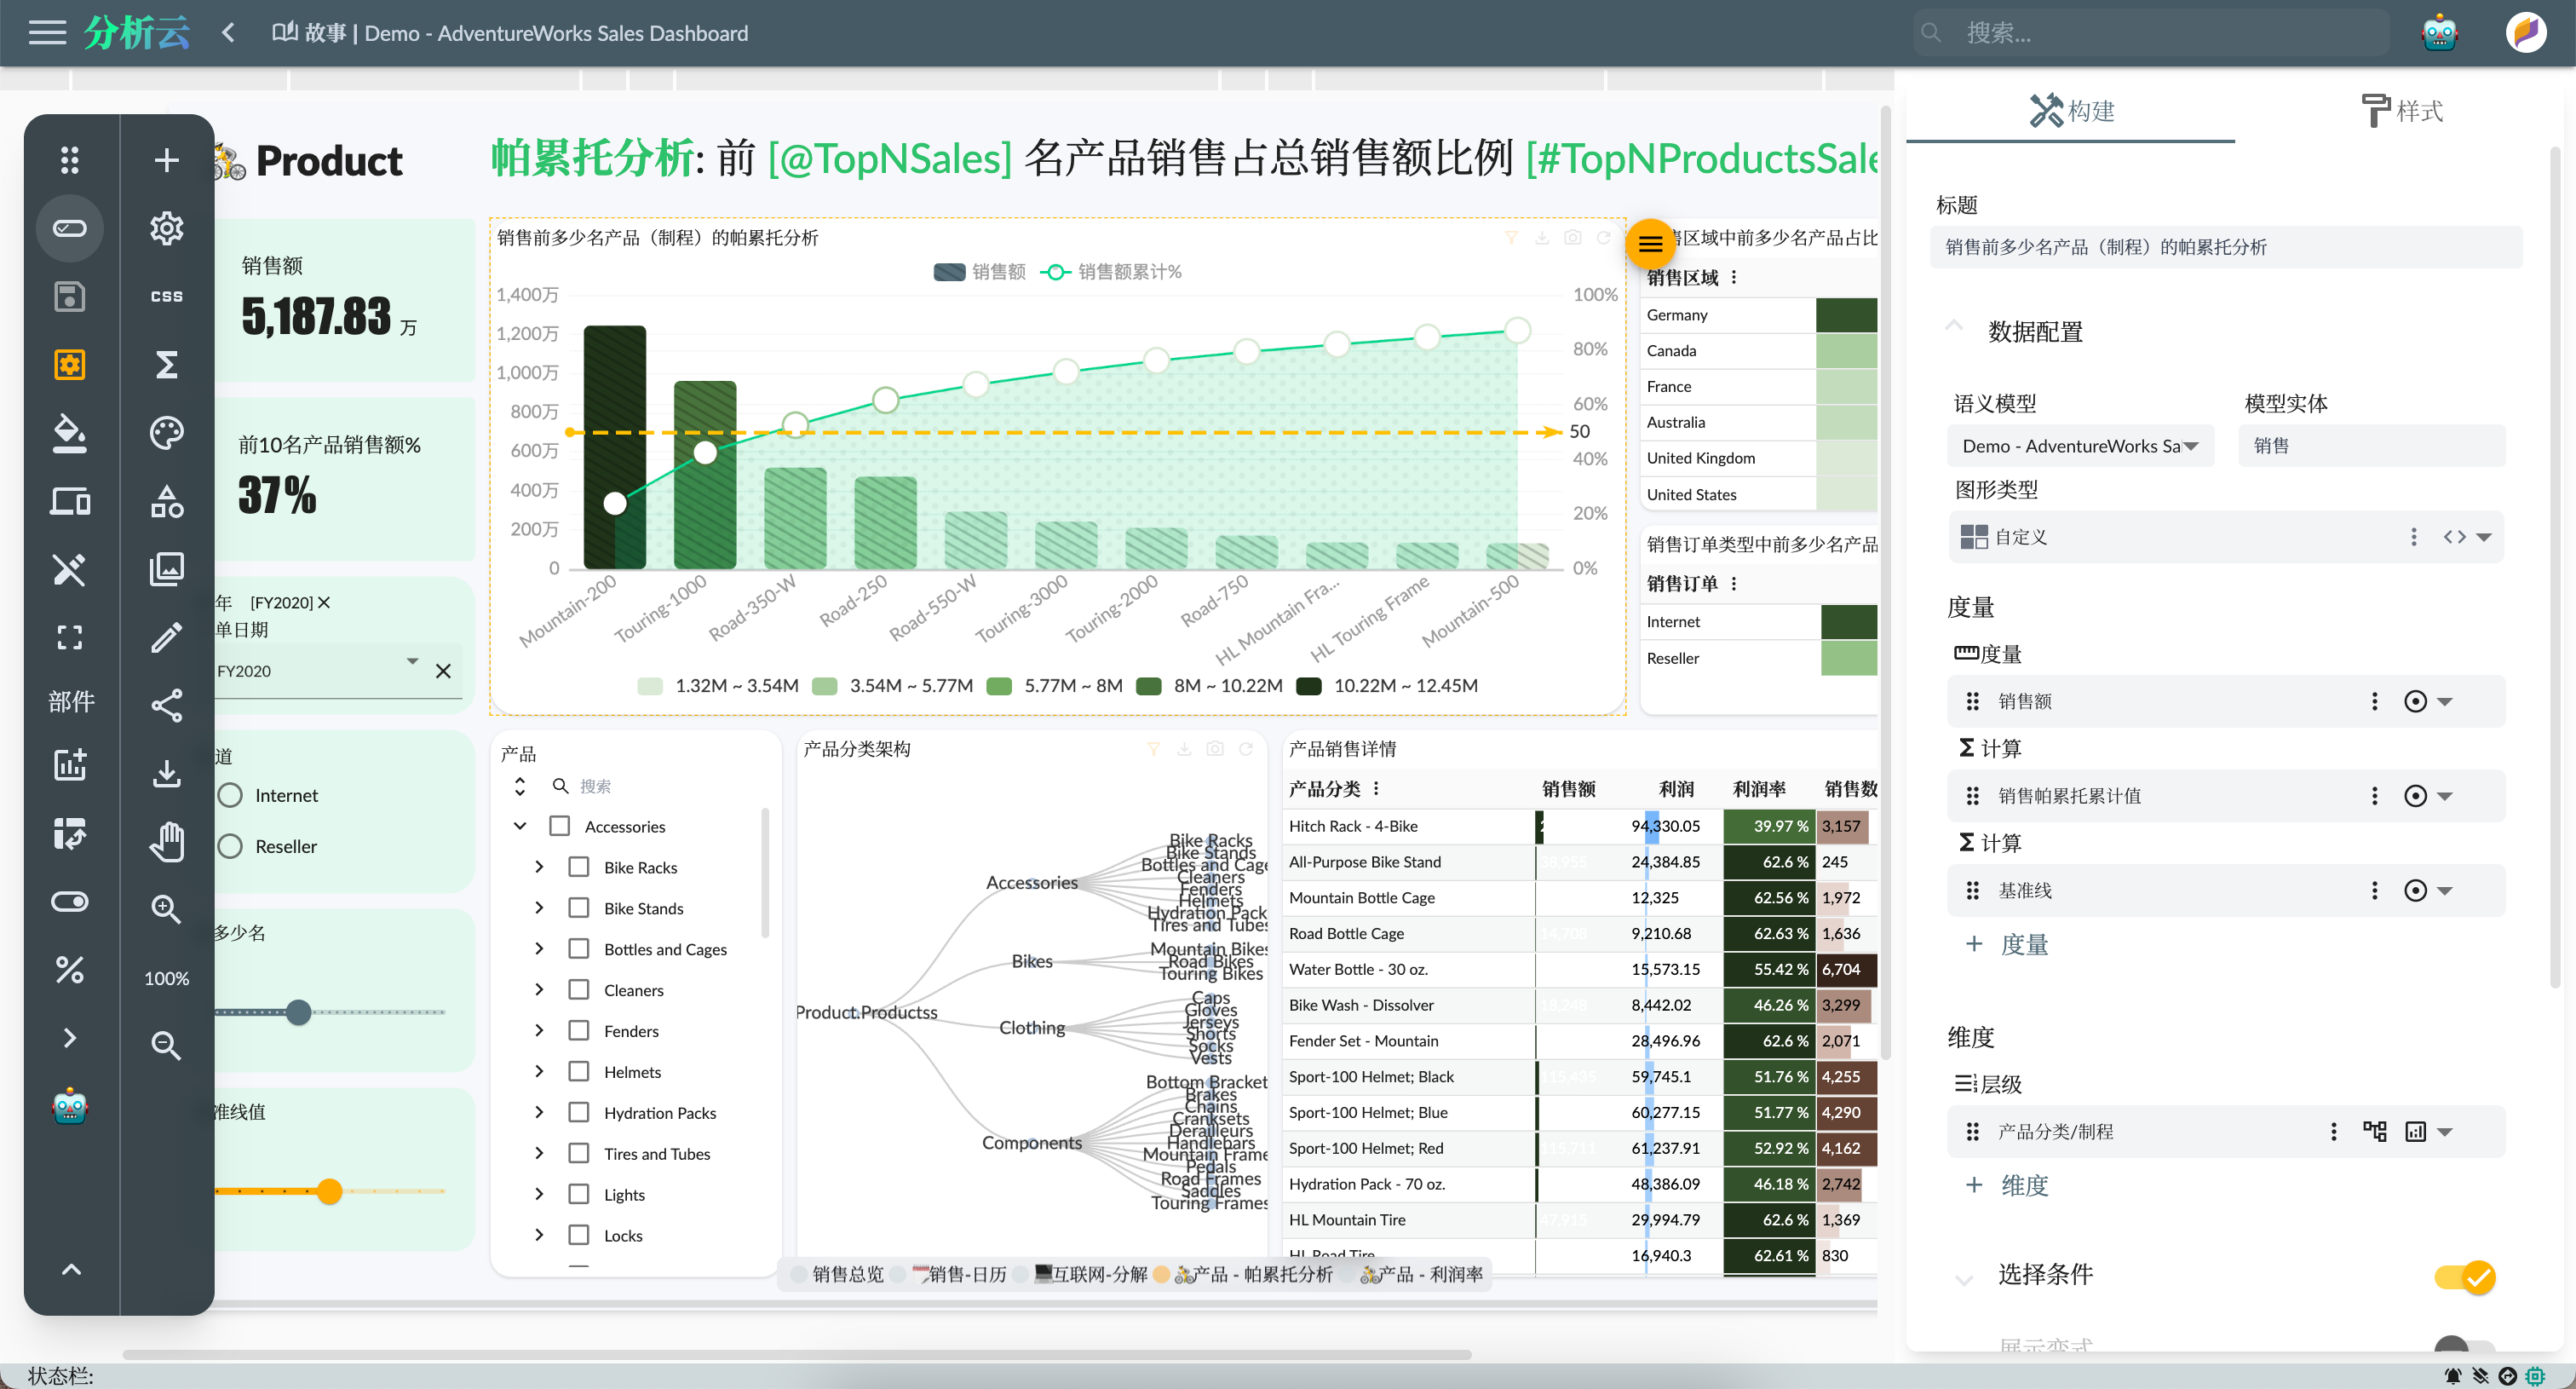 分析云
故事 | Demo - AdventureWorks Sales Dashboard
搜索...
Product
帕累托分析: 前 [@TopNSales] 名产品销售占总销售额比例 [#TopNProductsSale
构建
样式
css
部件
100%
销售额
5,187.83 万
前10名产品销售额%
37%
年 [FY2020]
单日期
FY2020
道
Internet
Reseller
多少名
准线值
销售前多少名产品（制程）的帕累托分析
销售额 销售额累计%
1,400万
1,200万
1,000万
800万
600万
400万
200万
0
100%
80%
60%
50
40%
20%
0%
Mountain-200
Touring-1000
Road-350-W
Road-250
Road-550-W
Touring-3000
Touring-2000
Road-750
HL Mountain Fra...
HL Touring Frame
Mountain-500
1.32M ~ 3.54M 3.54M ~ 5.77M 5.77M ~ 8M 8M ~ 10.22M 10.22M ~ 12.45M
售区域中前多少名产品占比
销售区域
Germany
Canada
France
Australia
United Kingdom
United States
销售订单类型中前多少名产品
销售订单
Internet
Reseller
产品
搜索
Accessories
Bike Racks
Bike Stands
Bottles and Cages
Cleaners
Fenders
Helmets
Hydration Packs
Tires and Tubes
Lights
Locks
产品分类架构
Product.Productss
Accessories
Bikes
Clothing
Components
Bike Racks
Bike Stands
Bottles and Cage
Cleaners
Fenders
Helmets
Hydration Pack
Tires and Tubes
Mountain Bikes
Road Bikes
Touring Bikes
Caps
Gloves
Jerseys
Shorts
Socks
Vests
Bottom Bracket
Brakes
Chains
Cranksets
Derailleurs
Handlebars
Mountain Frame
Pedals
Road Frames
Saddles
Touring Frames
产品销售详情
产品分类 销售额 利润 利润率 销售数
Hitch Rack - 4-Bike 94,330.05 39.97 % 3,157
All-Purpose Bike Stand 38,955 24,384.85 62.6 % 245
Mountain Bottle Cage 12,325 62.56 % 1,972
Road Bottle Cage 14,708 9,210.68 62.63 % 1,636
Water Bottle - 30 oz. 15,573.15 55.42 % 6,704
Bike Wash - Dissolver 18,248 8,442.02 46.26 % 3,299
Fender Set - Mountain 28,496.96 62.6 % 2,071
Sport-100 Helmet; Black 115,435 59,745.1 51.76 % 4,255
Sport-100 Helmet; Blue 60,277.15 51.77 % 4,290
Sport-100 Helmet; Red 115,711 61,237.91 52.92 % 4,162
Hydration Pack - 70 oz. 48,386.09 46.18 % 2,742
HL Mountain Tire 47,915 29,994.79 62.6 % 1,369
HL Road Tire 16,940.3 62.61 % 830
销售总览 销售-日历 互联网-分解 产品 - 帕累托分析 产品 - 利润率
标题
销售前多少名产品（制程）的帕累托分析
数据配置
语义模型 模型实体
Demo - AdventureWorks Sa 销售
图形类型
自定义
度量
度量
销售额
计算
销售帕累托累计值
计算
基准线
+ 度量
维度
层级
产品分类/制程
+ 维度
选择条件
展示变式
状态栏: